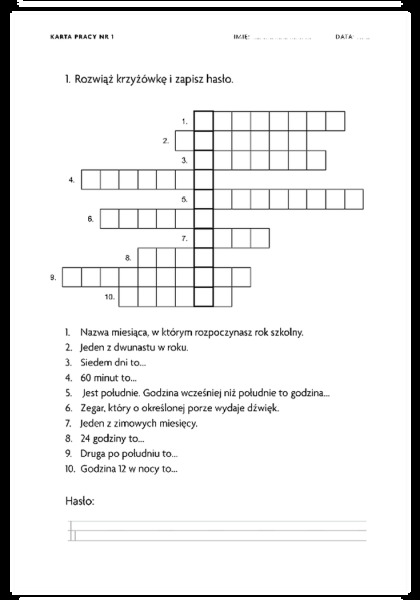 KARTA PRACY NR 1 IMIĘ: DATA:
1. Rozwiąż krzyżówkę i zapisz hasło.
1.
2.
3.
4.
5.
6.
7.
8.
9.
10.
1. Nazwa miesiąca, w którym rozpoczynasz rok szkolny.
2. Jeden z dwunastu w roku.
3. Siedem dni to...
4. 60 minut to...
5. Jest południe. Godzina wcześniej niż południe to godzina...
6. Zegar, który o określonej porze wydaje dźwięk.
7. Jeden z zimowych miesięcy.
8. 24 godziny to...
9. Druga po południu to...
10. Godzina 12 w nocy to...
Hasło: